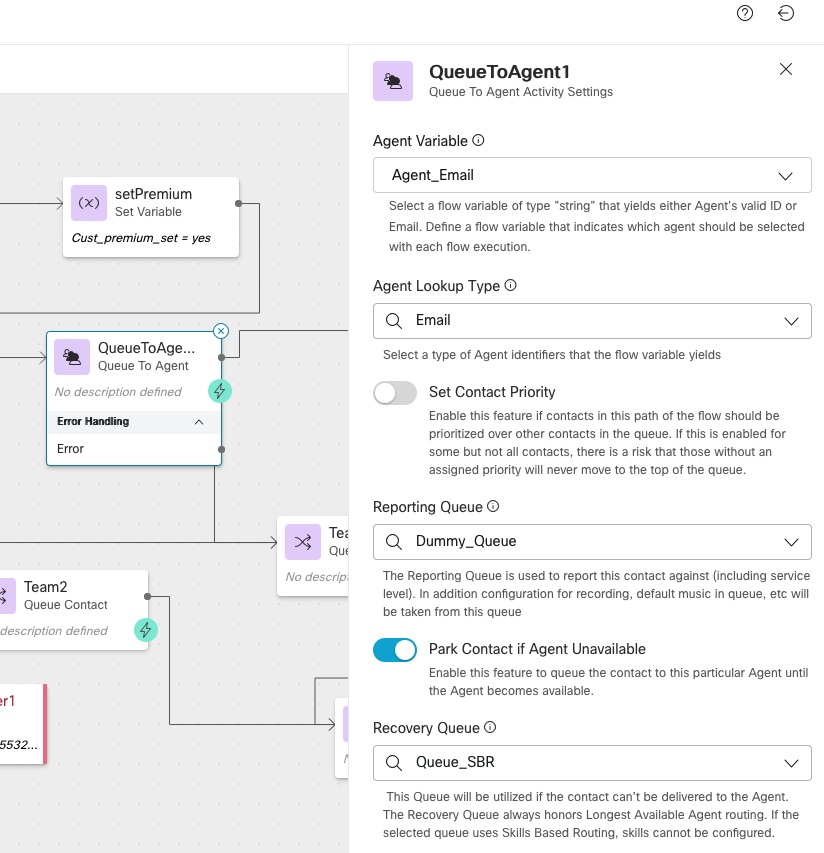 QueueToAgent1
Queue To Agent Activity Settings
Agent Variable
Agent_Email
Select a flow variable of type "string" that yields either Agent's valid ID or
Email. Define a flow variable that indicates which agent should be selected
with each flow execution.
Agent Lookup Type
Email
Select a type of Agent identifiers that the flow variable yields
Set Contact Priority
Enable this feature if contacts in this path of the flow should be
prioritized over other contacts in the queue. If this is enabled for
some but not all contacts, there is a risk that those without an
assigned priority will never move to the top of the queue.
Reporting Queue
Dummy_Queue
The Reporting Queue is used to report this contact against (including service
level). In addition configuration for recording, default music in queue, etc will
be taken from this queue
Park Contact if Agent Unavailable
Enable this feature to queue the contact to this particular Agent until
the Agent becomes available.
Recovery Queue
Queue_SBR
This Queue will be utilized if the contact can't be delivered to the Agent.
The Recovery Queue always honors Longest Available Agent routing. If the
selected queue uses Skills Based Routing, skills cannot be configured.
(x)
setPremium
Set Variable
Cust_premium_set = yes
QueueToAge...
Queue To Agent
No description defined
Error Handling
Error
Tea
Que
No descript
Team2
Queue Contact
description defined
er1
5532...